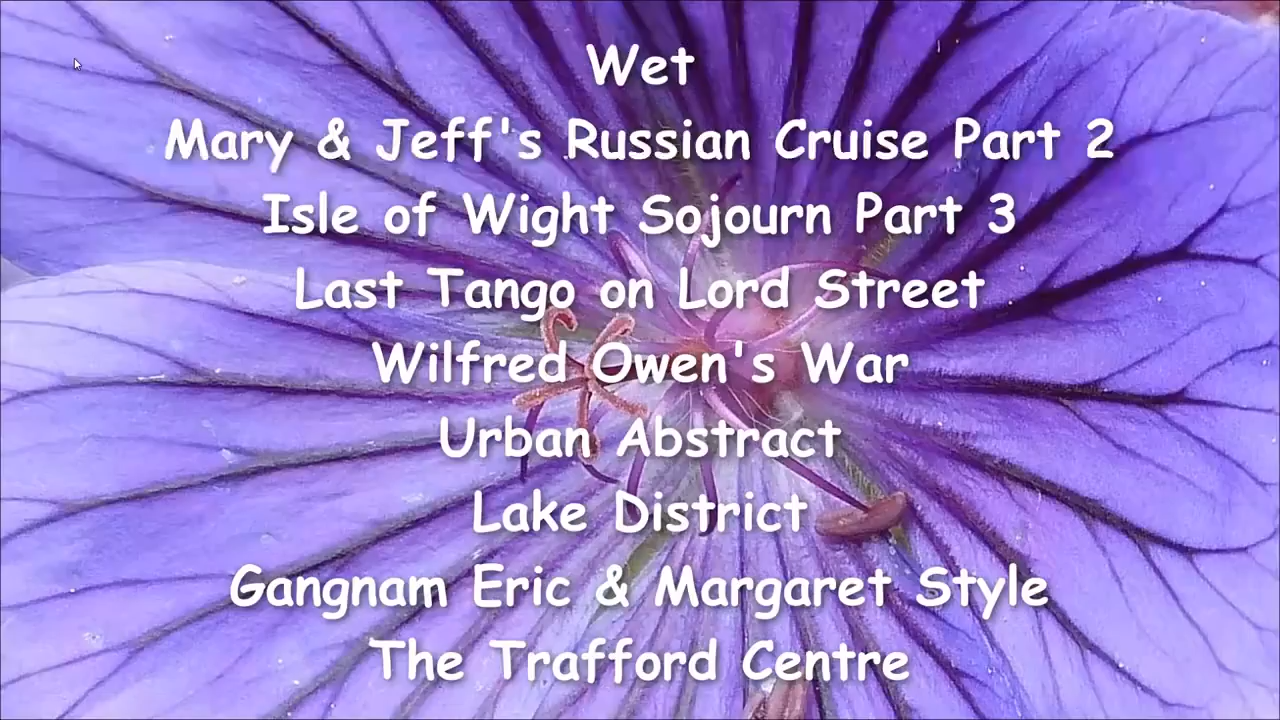 Wet
Mary & Jeff's Russian Cruise Part 2
Isle of Wight Sojourn Part 3
Last Tango on Lord Street
Wilfred Owen's War
Urban Abstract
Lake District
Gangnam Eric & Margaret Style
The Trafford Centre